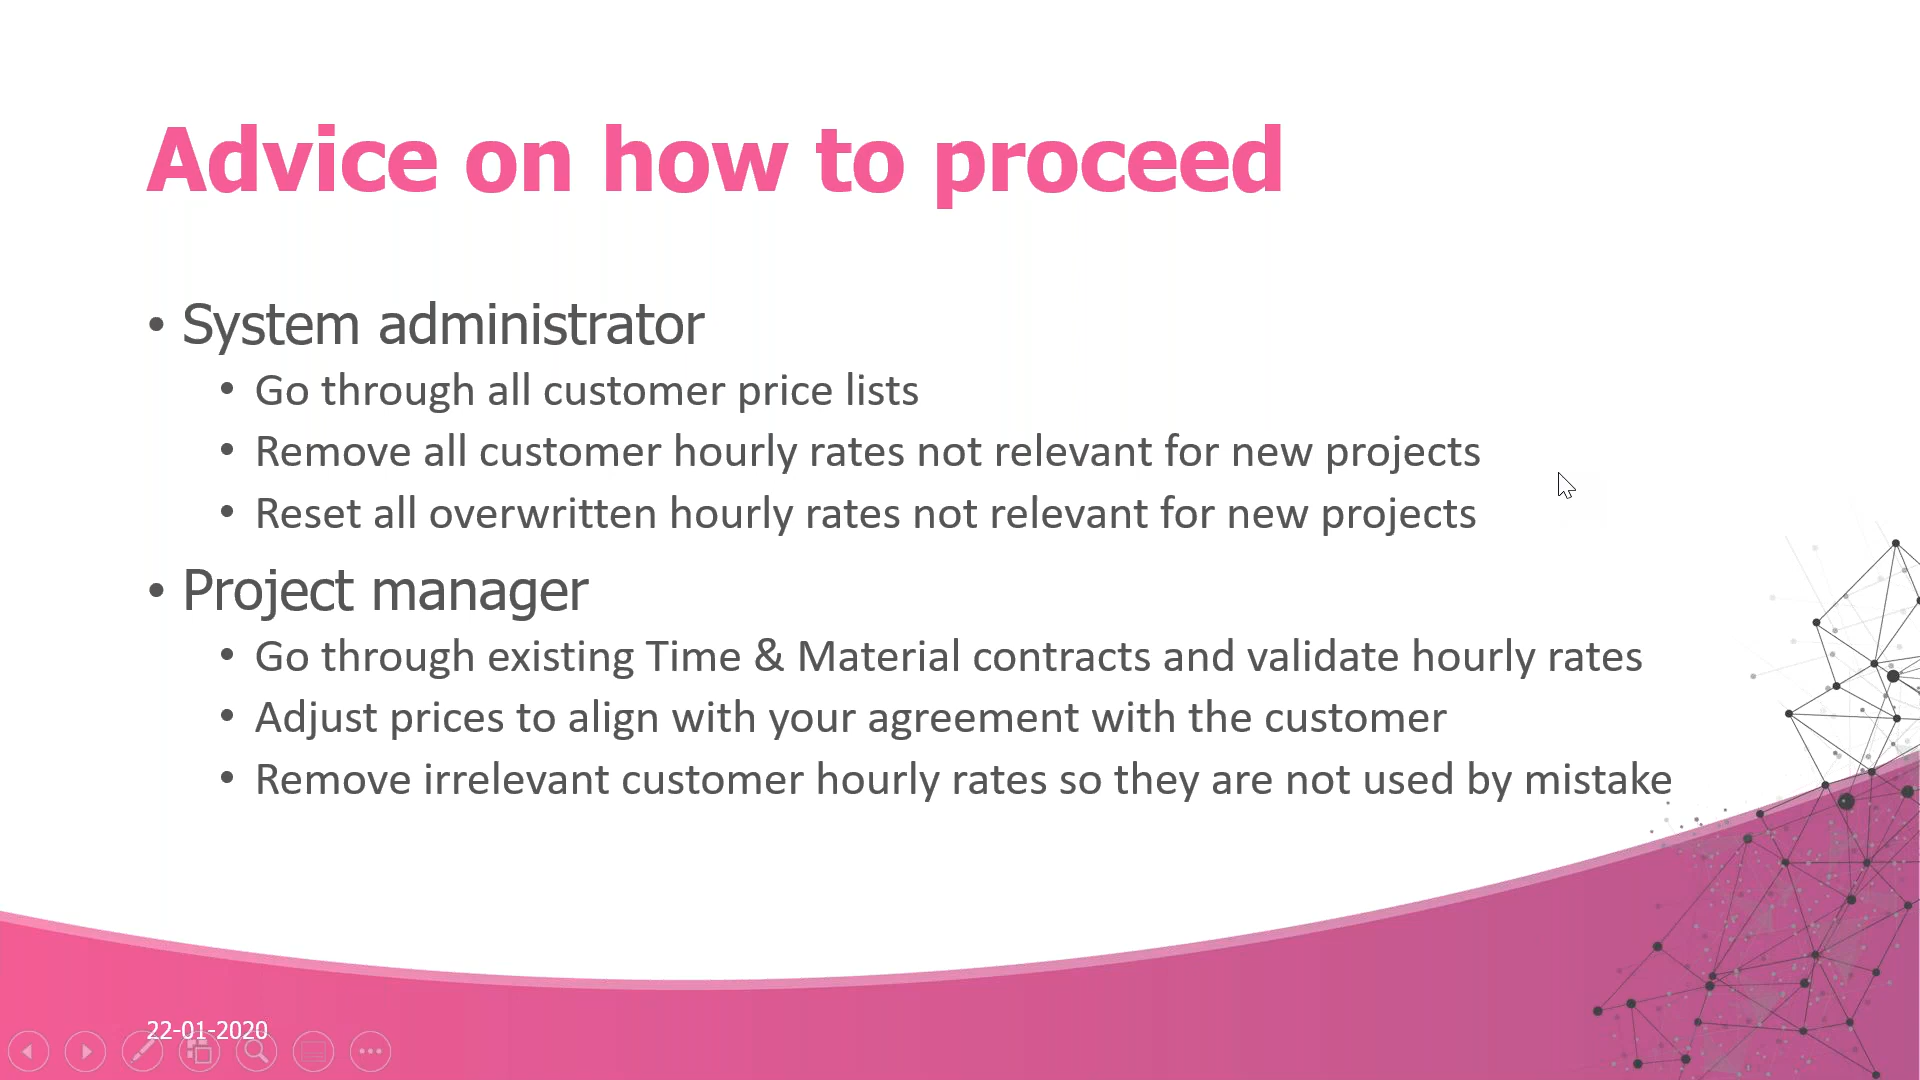 Advice on how to proceed
• System administrator
• Go through all customer price lists
• Remove all customer hourly rates not relevant for new projects
• Reset all overwritten hourly rates not relevant for new projects
• Project manager
• Go through existing Time & Material contracts and validate hourly rates
• Adjust prices to align with your agreement with the customer
• Remove irrelevant customer hourly rates so they are not used by mistake
22-01-2020